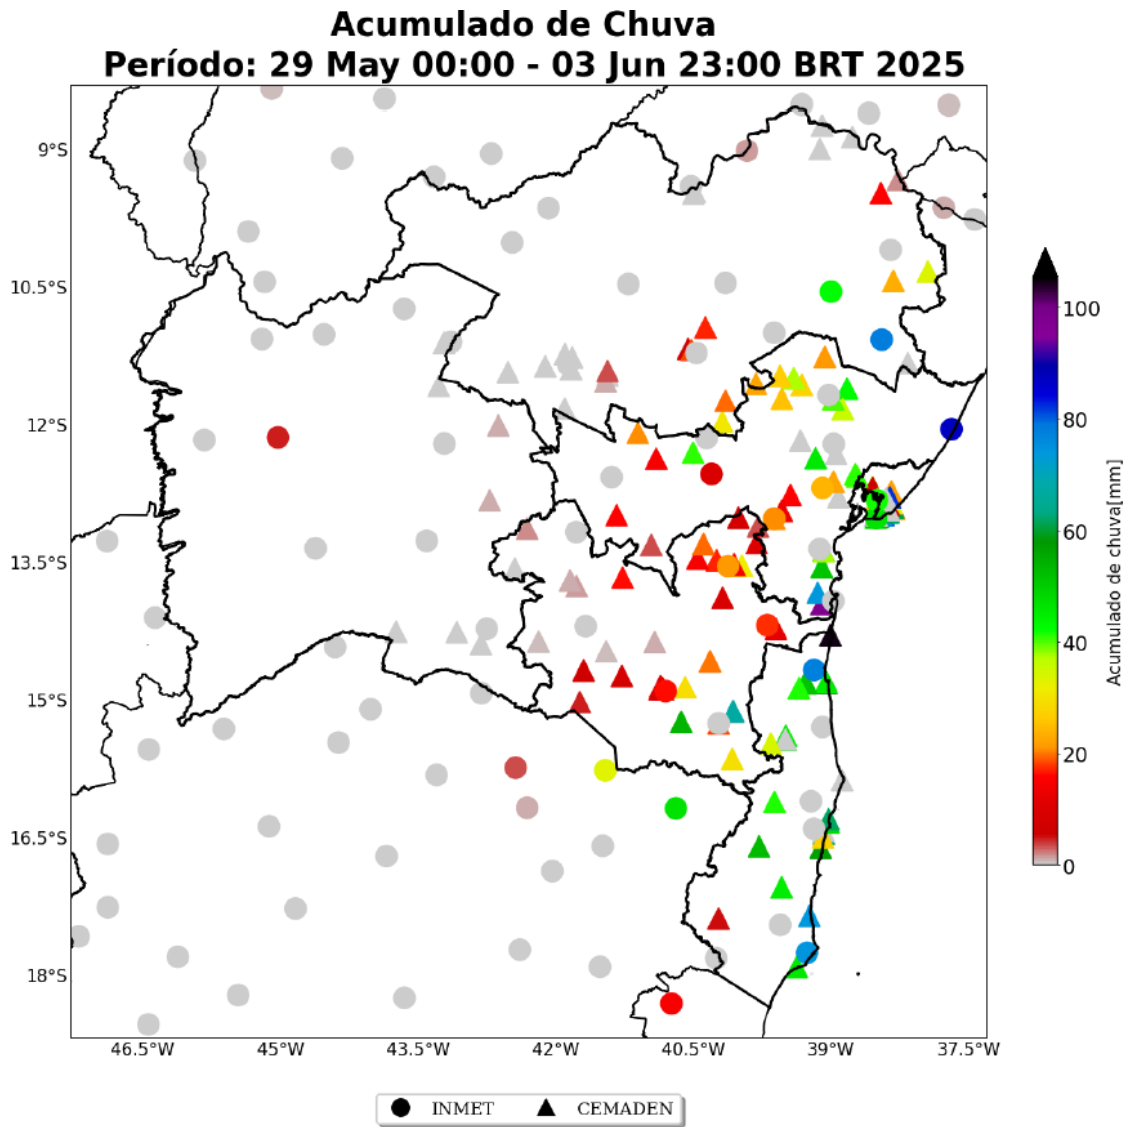 Acumulado de Chuva
Período: 29 May 00:00 - 03 Jun 23:00 BRT 2025
9°S
10.5°S
12°S
13.5°S
15°S
16.5°S
18°S
46.5°W 45°W 43.5°W 42°W 40.5°W 39°W 37.5°W
100
80
60
40
20
0
Acumulado de chuva[mm]
INMET CEMADEN